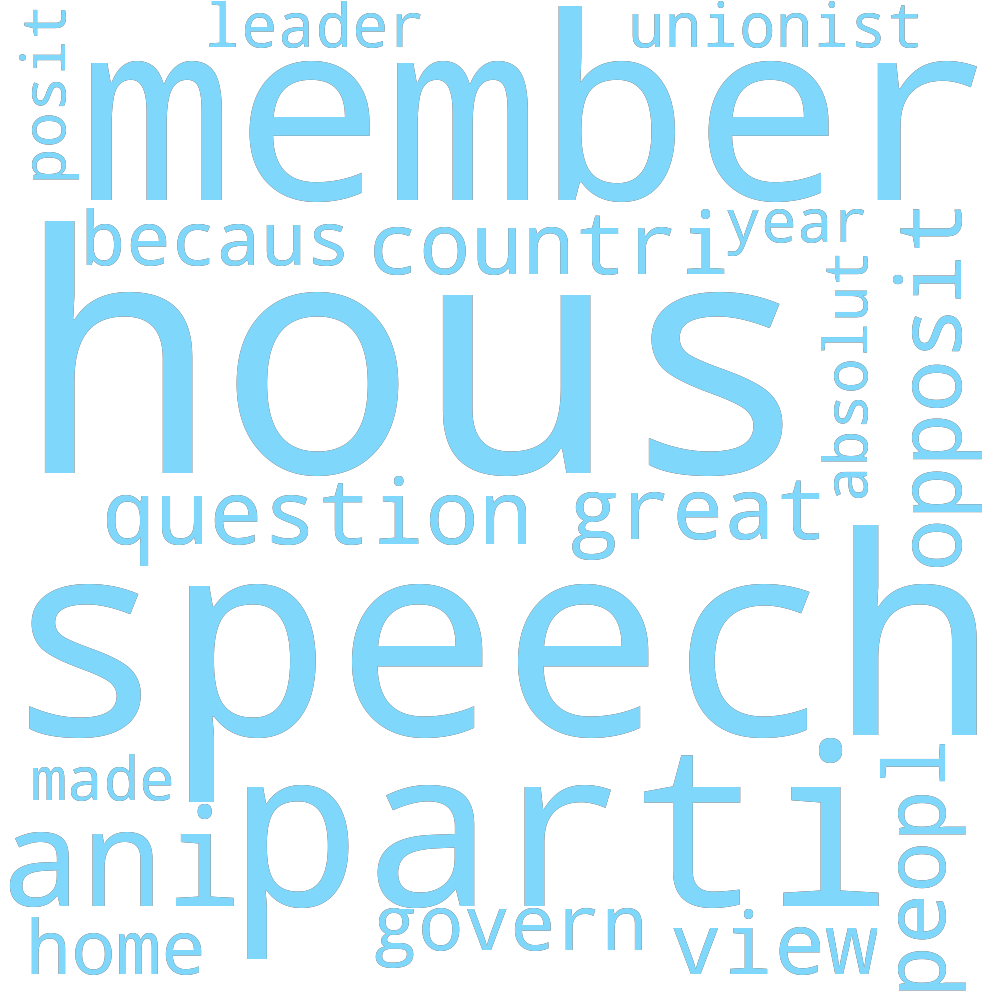 posit
leader
unionist
member
becaus
countri
year
hous
absolut
opposit
question
great
speech
made
ani
parti
peopl
home
govern
view